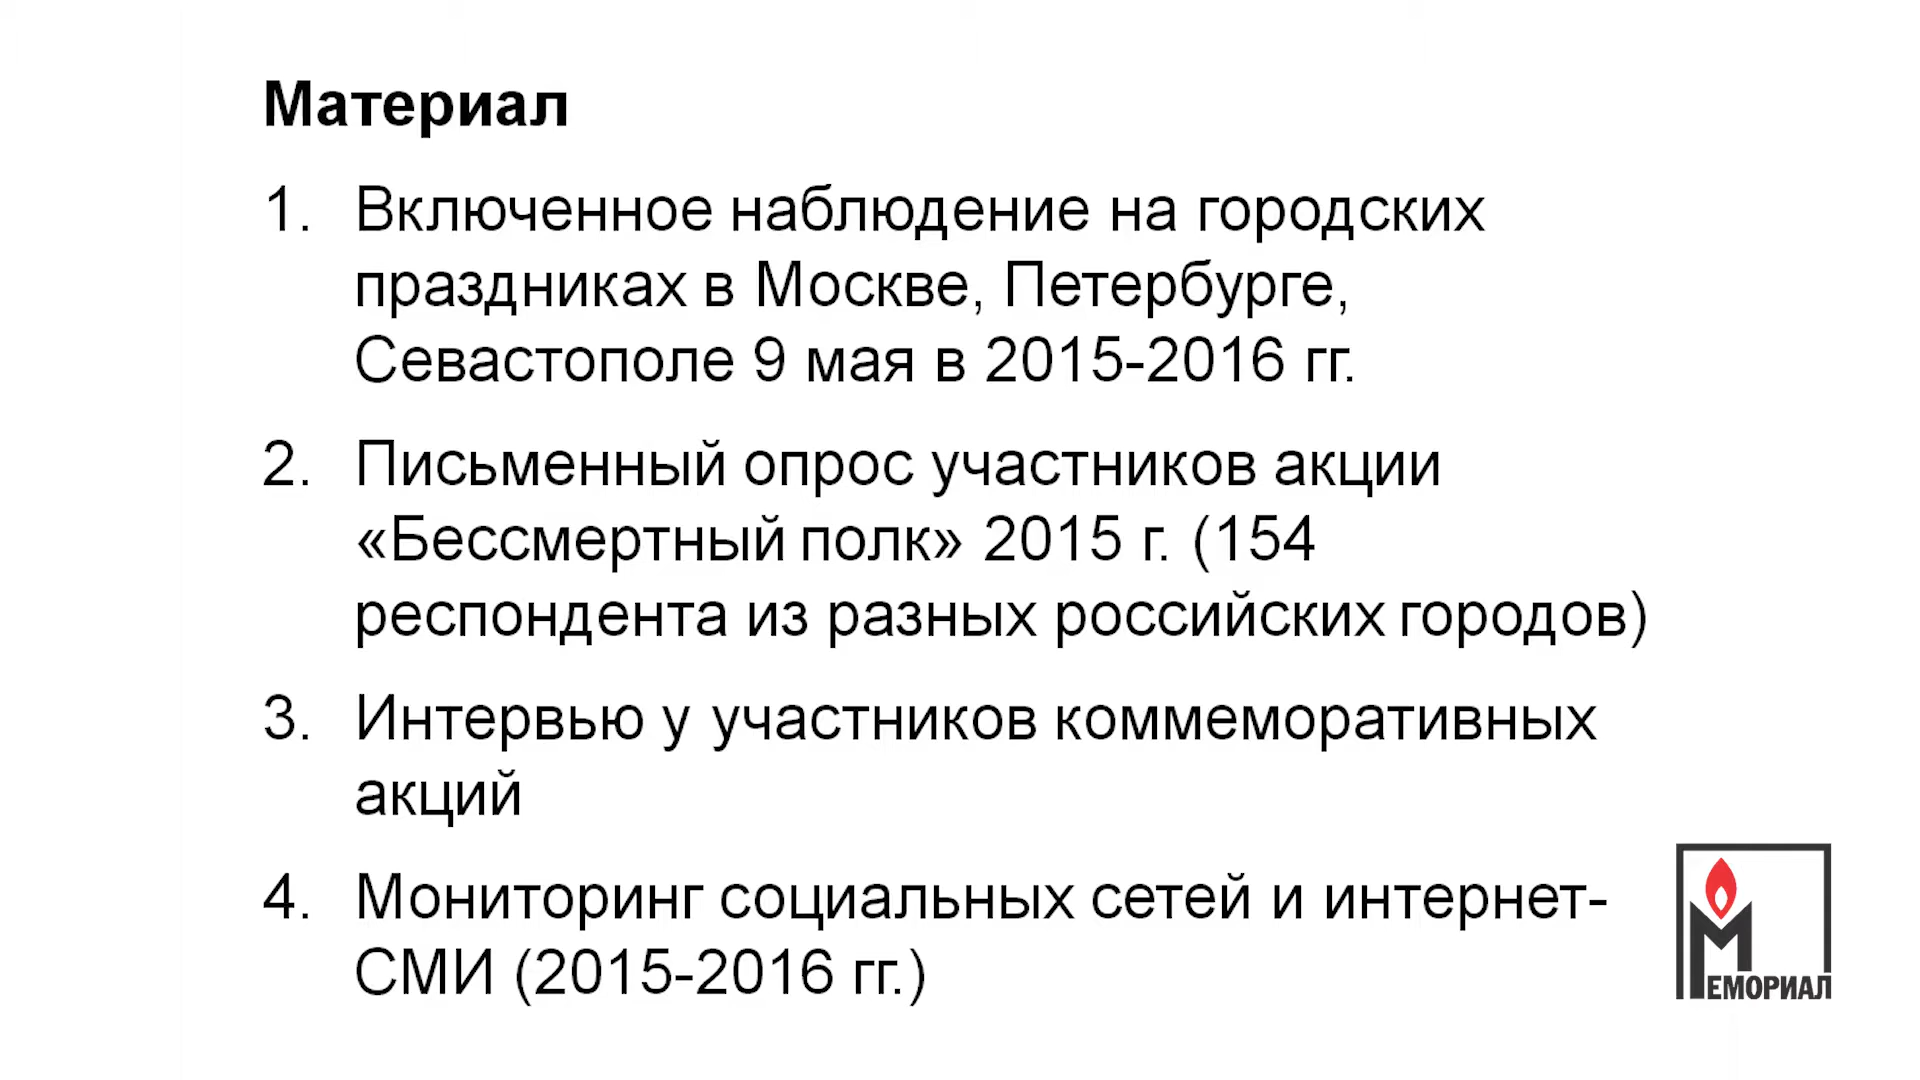 Материал
1. Включенное наблюдение на городских
праздниках в Москве, Петербурге,
Севастополе 9 мая в 2015-2016 гг.
2. Письменный опрос участников акции
«Бессмертный полк» 2015 г. (154
респондента из разных российских городов)
3. Интервью у участников коммеморативных
акций
4. Мониторинг социальных сетей и интернет-
СМИ (2015-2016 гг.)
МЕМОРИАЛ